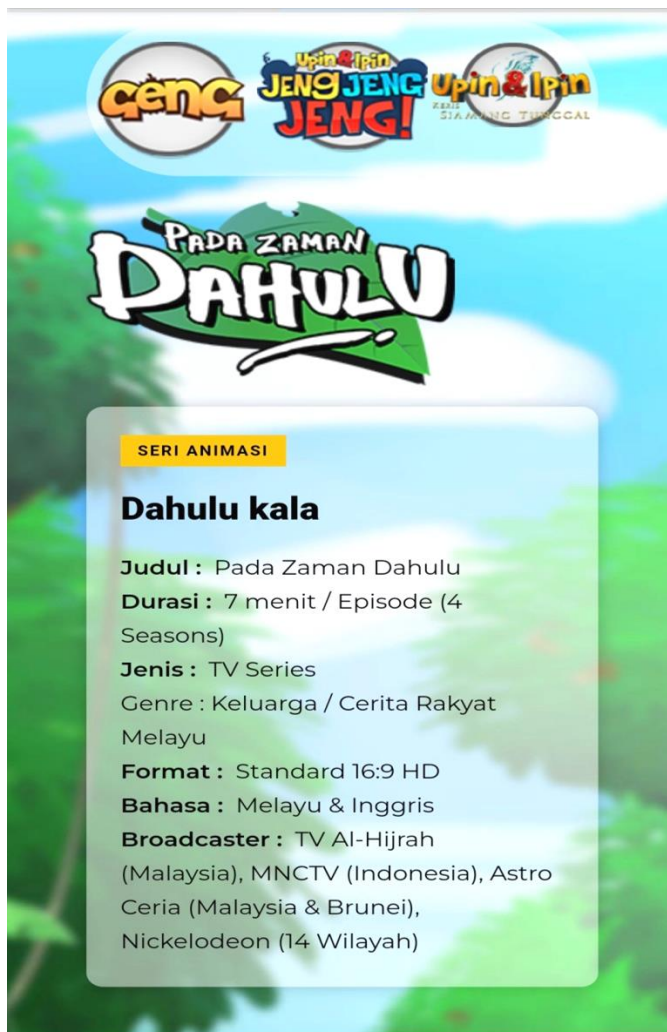 GENG
Upin & Ipin
JENG JENG
JENG!
Upin & Ipin
KERIS
SIAMANG TUNGGAL
PADA ZAMAN
DAHULU
SERI ANIMASI
Dahulu kala
Judul : Pada Zaman Dahulu
Durasi : 7 menit / Episode (4
Seasons)
Jenis : TV Series
Genre : Keluarga / Cerita Rakyat
Melayu
Format : Standard 16:9 HD
Bahasa : Melayu & Inggris
Broadcaster : TV Al-Hijrah
(Malaysia), MNCTV (Indonesia), Astro
Ceria (Malaysia & Brunei),
Nickelodeon (14 Wilayah)